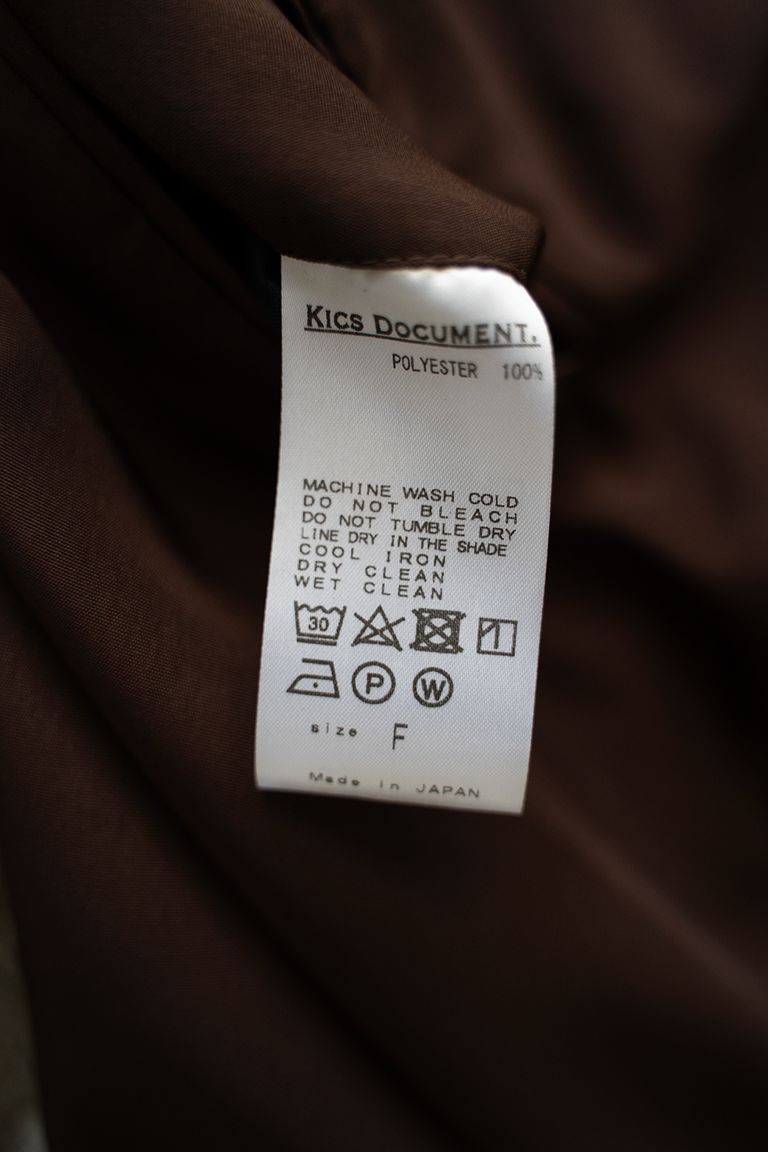 KICS DOCUMENT.
POLYESTER 100%
MACHINE WASH COLD
DO NOT BLEACH
DO NOT TUMBLE DRY
LINE DRY IN THE SHADE
COOL IRON
DRY CLEAN
WET CLEAN
30
P W
size F
Made in JAPAN